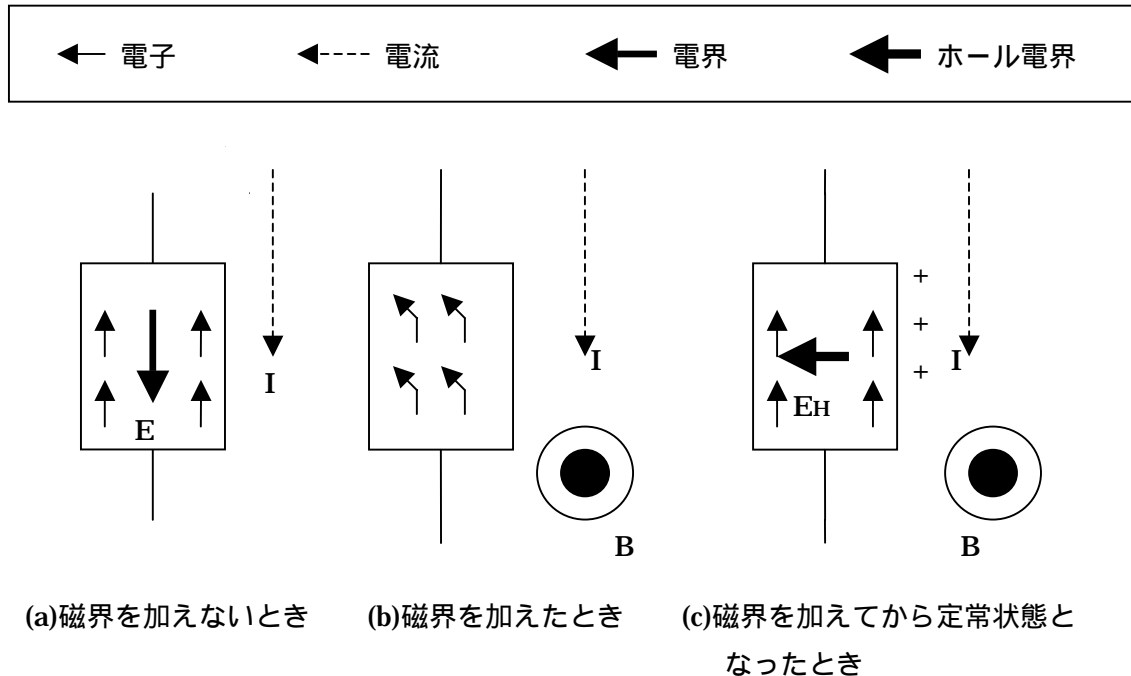 電子 電流 電界 ホール電界
I
E
I
B
+
+
+
I
EH
B
(a)磁界を加えないとき
(b)磁界を加えたとき
(c)磁界を加えてから定常状態と
なったとき